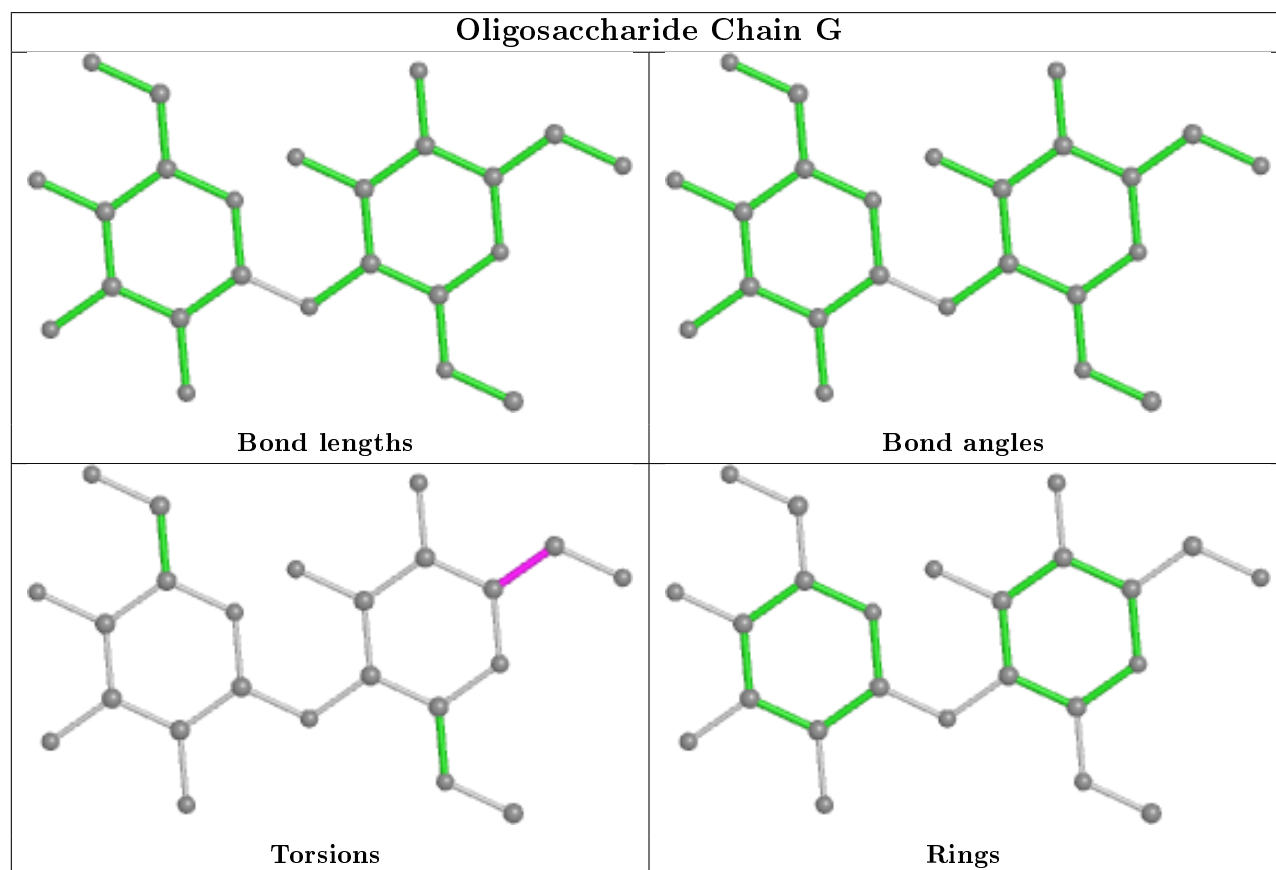 Oligosaccharide Chain G
Bond lengths
Bond angles
Torsions
Rings